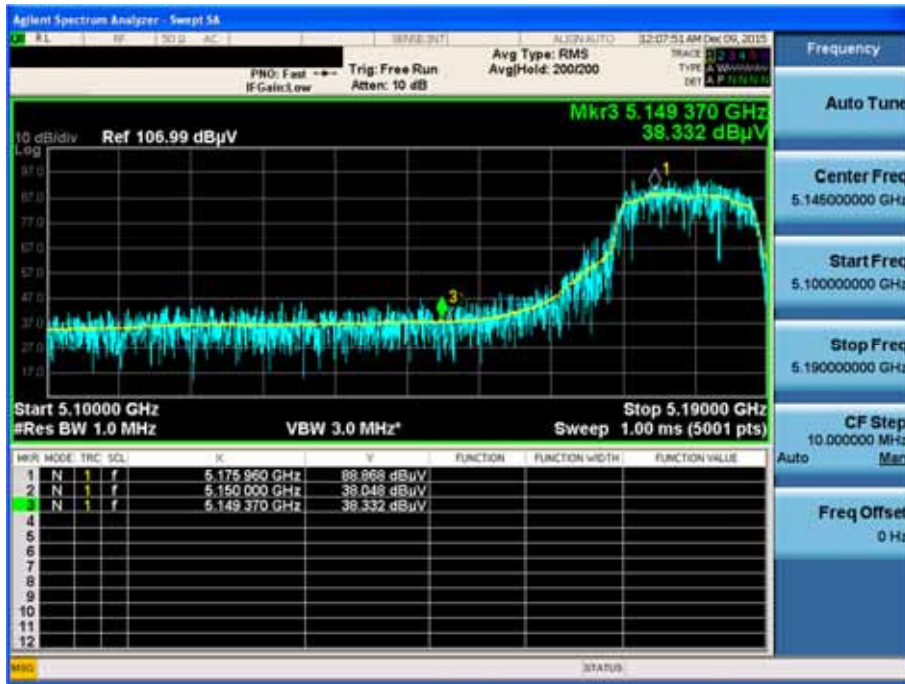 Agilent Spectrum Analyzer - Swept SA
RL RF 50 Ω AC SENSE:INT ALIGN AUTO 12:07:51 AM Dec 09, 2015
Frequency
PNO: Fast
IFGain:Low
Trig: Free Run
Atten: 10 dB
Avg Type: RMS
Avg|Hold: 200/200
TRACE 1 2 3 4 5 6
TYPE
DET A P N N N N
Auto Tune
Mkr3 5.149 370 GHz
38.332 dBµV
10 dB/div Ref 106.99 dBµV
Log
97.0
87.0
77.0
67.0
57.0
47.0
37.0
27.0
17.0
1
3
Center Freq
5.145000000 GHz
Start Freq
5.100000000 GHz
Stop Freq
5.190000000 GHz
CF Step
10.000000 MHz
Auto Man
Freq Offset
0 Hz
Start 5.10000 GHz Stop 5.19000 GHz
#Res BW 1.0 MHz VBW 3.0 MHz* Sweep 1.00 ms (5001 pts)
MKR MODE TRC SCL X Y FUNCTION FUNCTION WIDTH FUNCTION VALUE
1 N 1 f 5.175 960 GHz 88.868 dBµV
2 N 1 f 5.150 000 GHz 38.048 dBµV
3 N 1 f 5.149 370 GHz 38.332 dBµV
4
5
6
7
8
9
10
11
12
MSG STATUS